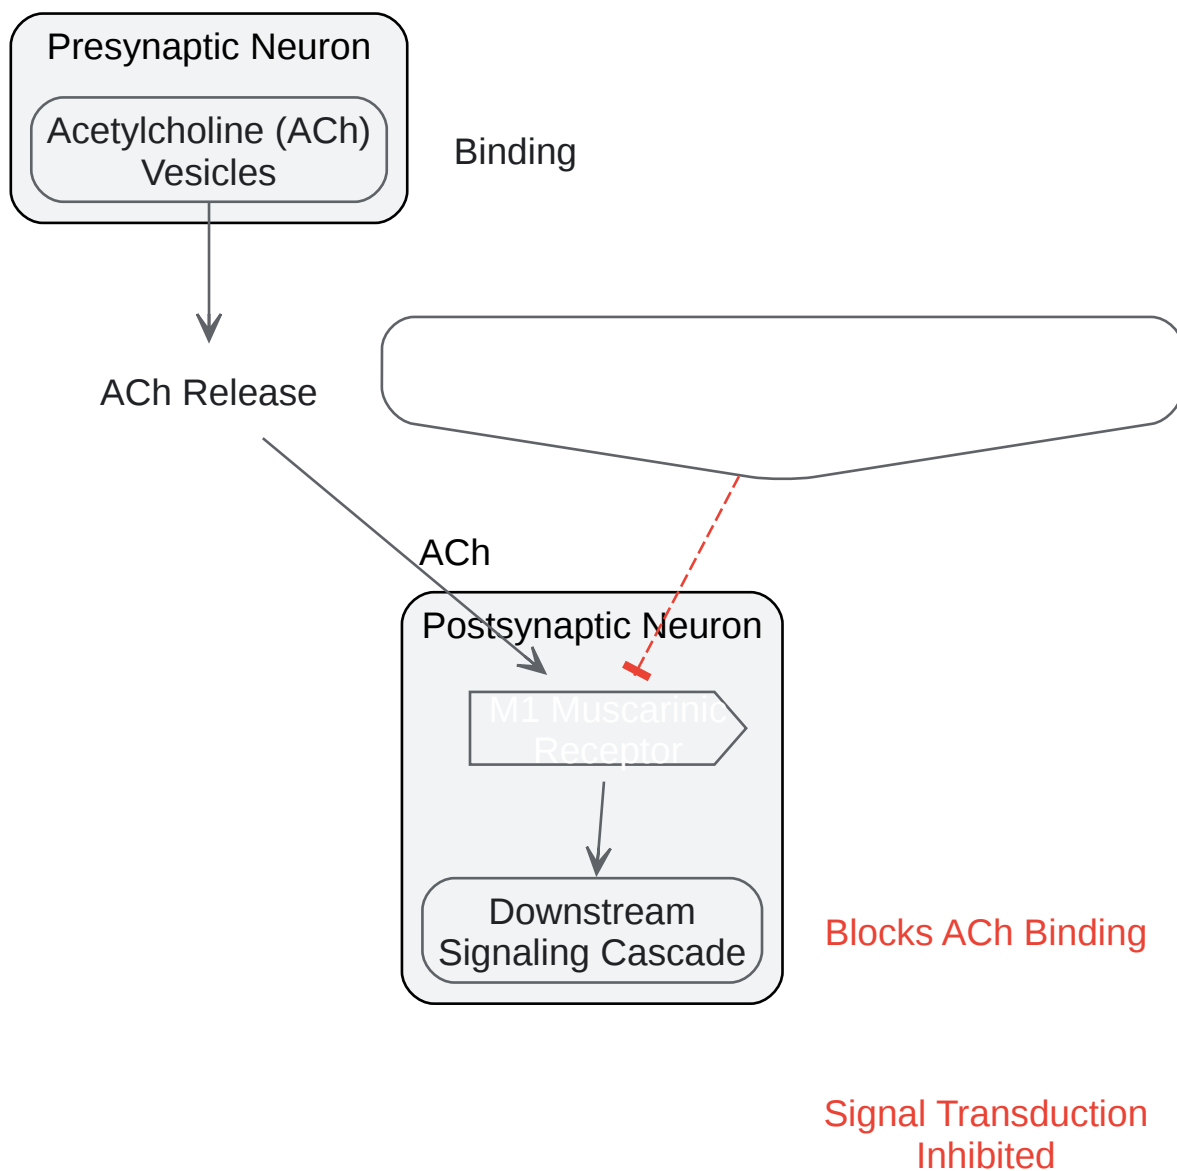 Presynaptic Neuron
Acetylcholine (ACh)
Vesicles
Binding
ACh Release
ACh
Postsynaptic Neuron
M1 Muscarinic
Receptor
Downstream
Signaling Cascade
Blocks ACh Binding
Signal Transduction
Inhibited